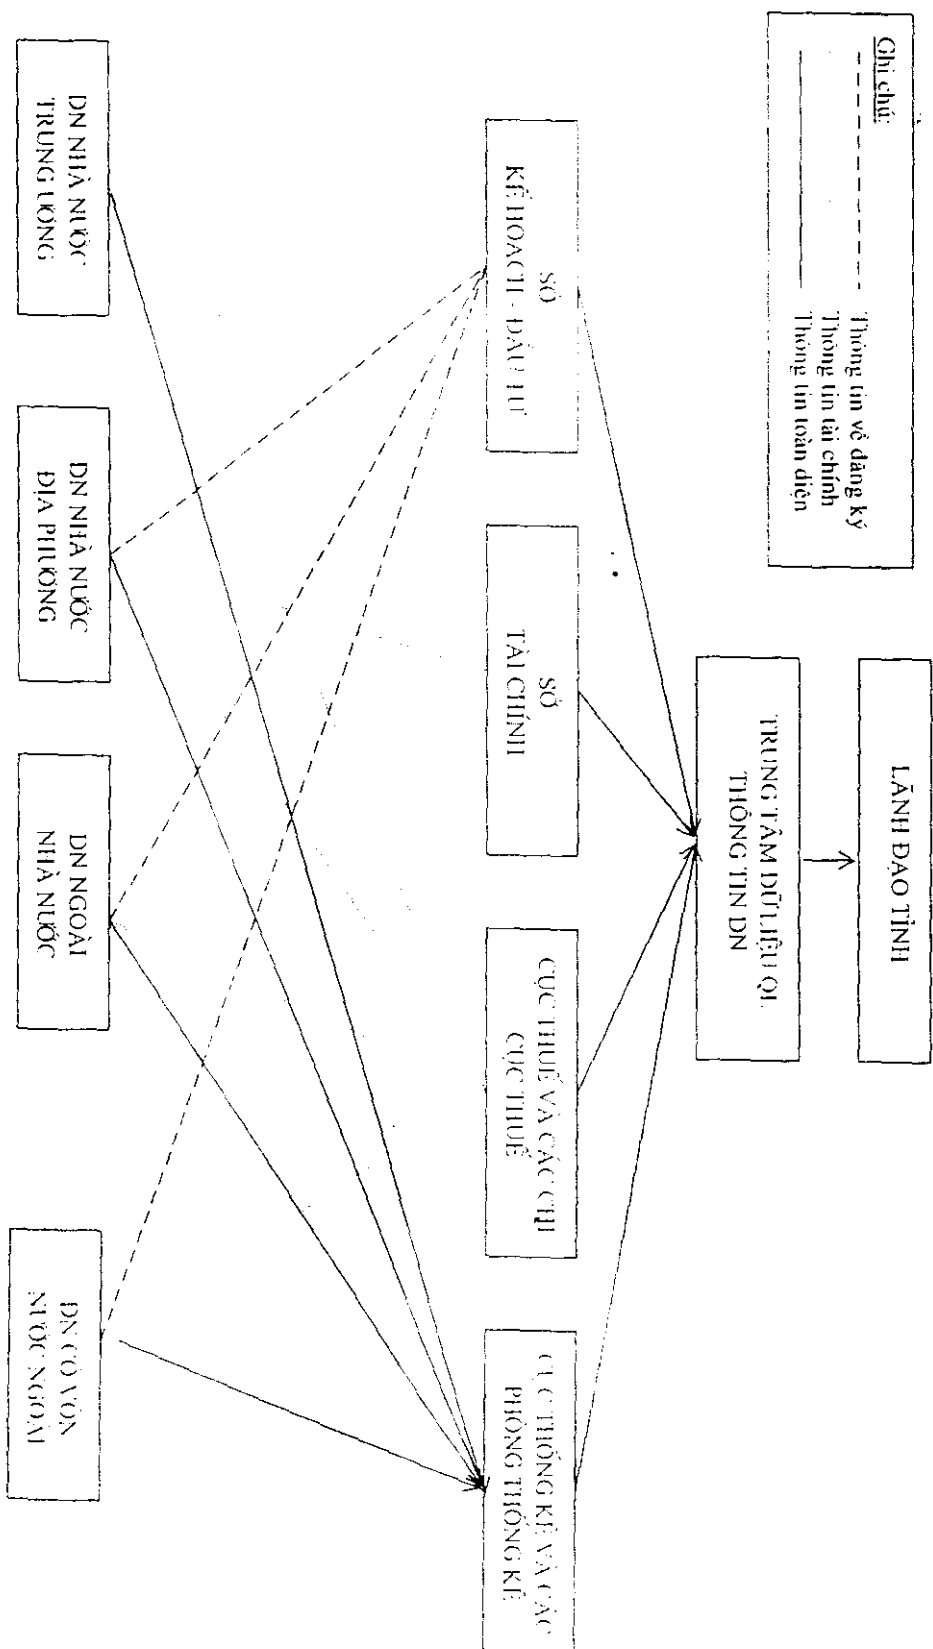 LÃNH ĐẠO TỈNH
TRUNG TÂM DỮ LIỆU QL
THÔNG TIN DN
Ghi chú:
Thông tin về đăng ký
Thông tin tài chính
Thông tin toàn diện
SỞ
KẾ HOẠCH - ĐẦU TƯ
SỞ
TÀI CHÍNH
CỤC THUẾ VÀ CÁC CHI
CỤC THUẾ
CỤC THỐNG KÊ VÀ CÁC
PHÒNG THỐNG KÊ
DN NHÀ NƯỚC
TRUNG ƯƠNG
DN NHÀ NƯỚC
ĐỊA PHƯƠNG
DN NGOÀI
NHÀ NƯỚC
DN CÓ VỐN
NƯỚC NGOÀI